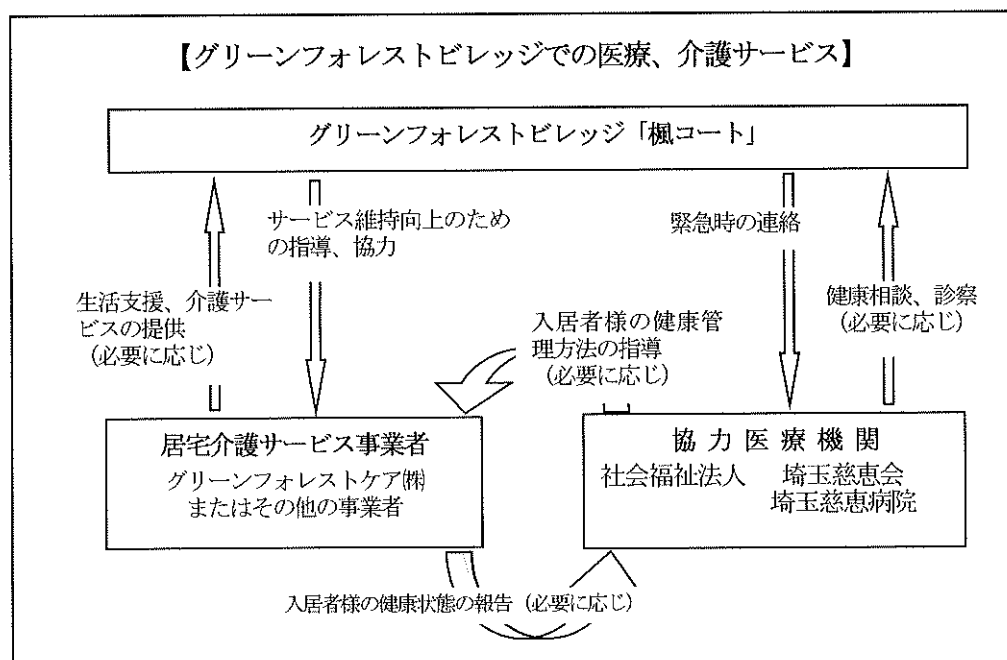 【グリーンフォレストビレッジでの医療、介護サービス】
グリーンフォレストビレッジ「楓コート」
サービス維持向上のため
の指導、協力
緊急時の連絡
生活支援、介護サー
ビスの提供
（必要に応じ）
健康相談、診察
（必要に応じ）
入居者様の健康管
理方法の指導
（必要に応じ）
居宅介護サービス事業者
グリーンフォレストケア㈱
またはその他の事業者
協力医療機関
社会福祉法人　埼玉慈恵会
埼玉慈恵病院
入居者様の健康状態の報告（必要に応じ）